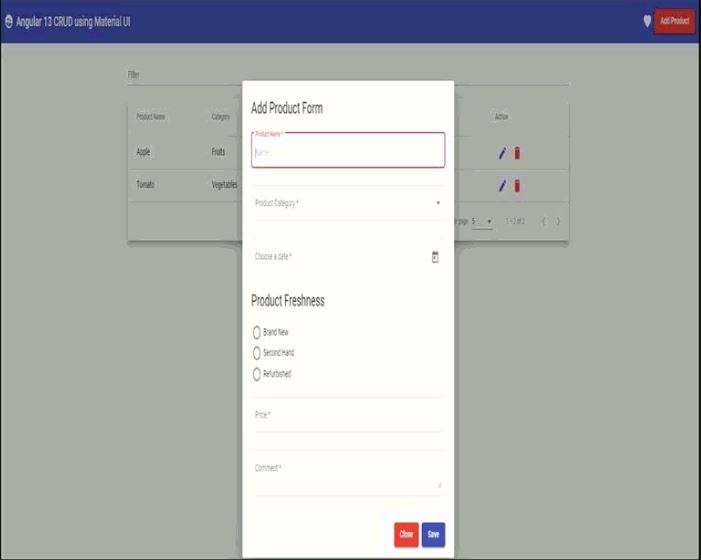 Angular 13 CRUD using Material UI
Add Product
Filter
Product Name Category Action
Apple Fruits
Tomato Vegetables
page 5 1 - 2 of 2
Add Product Form
Product Name *
Name
Product Category *
Choose a date *
Product Freshness
Brand New
Second Hand
Refurbished
Price *
Comment *
Close Save